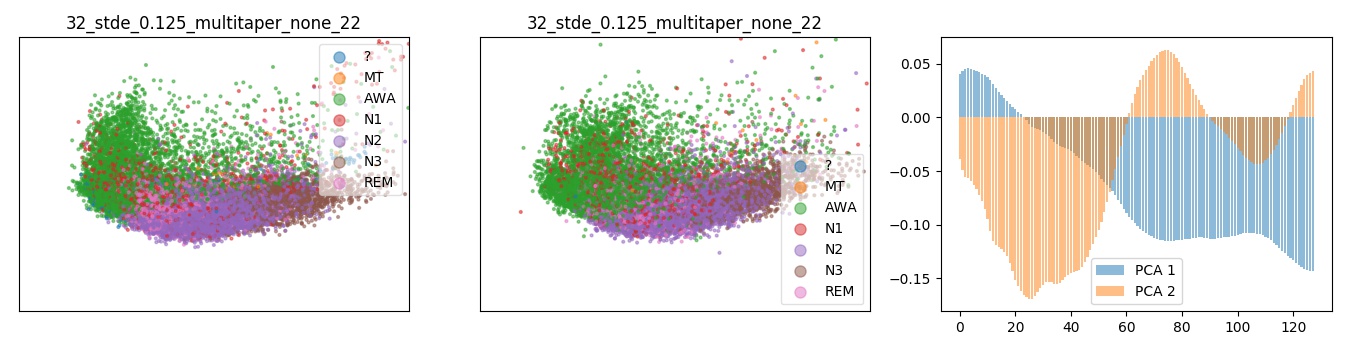 32_stde_0.125_multitaper_none_22
?
MT
AWA
N1
N2
N3
REM
32_stde_0.125_multitaper_none_22
?
MT
AWA
N1
N2
N3
REM
0.05
0.00
−0.05
−0.10
−0.15
PCA 1
PCA 2
0 20 40 60 80 100 120